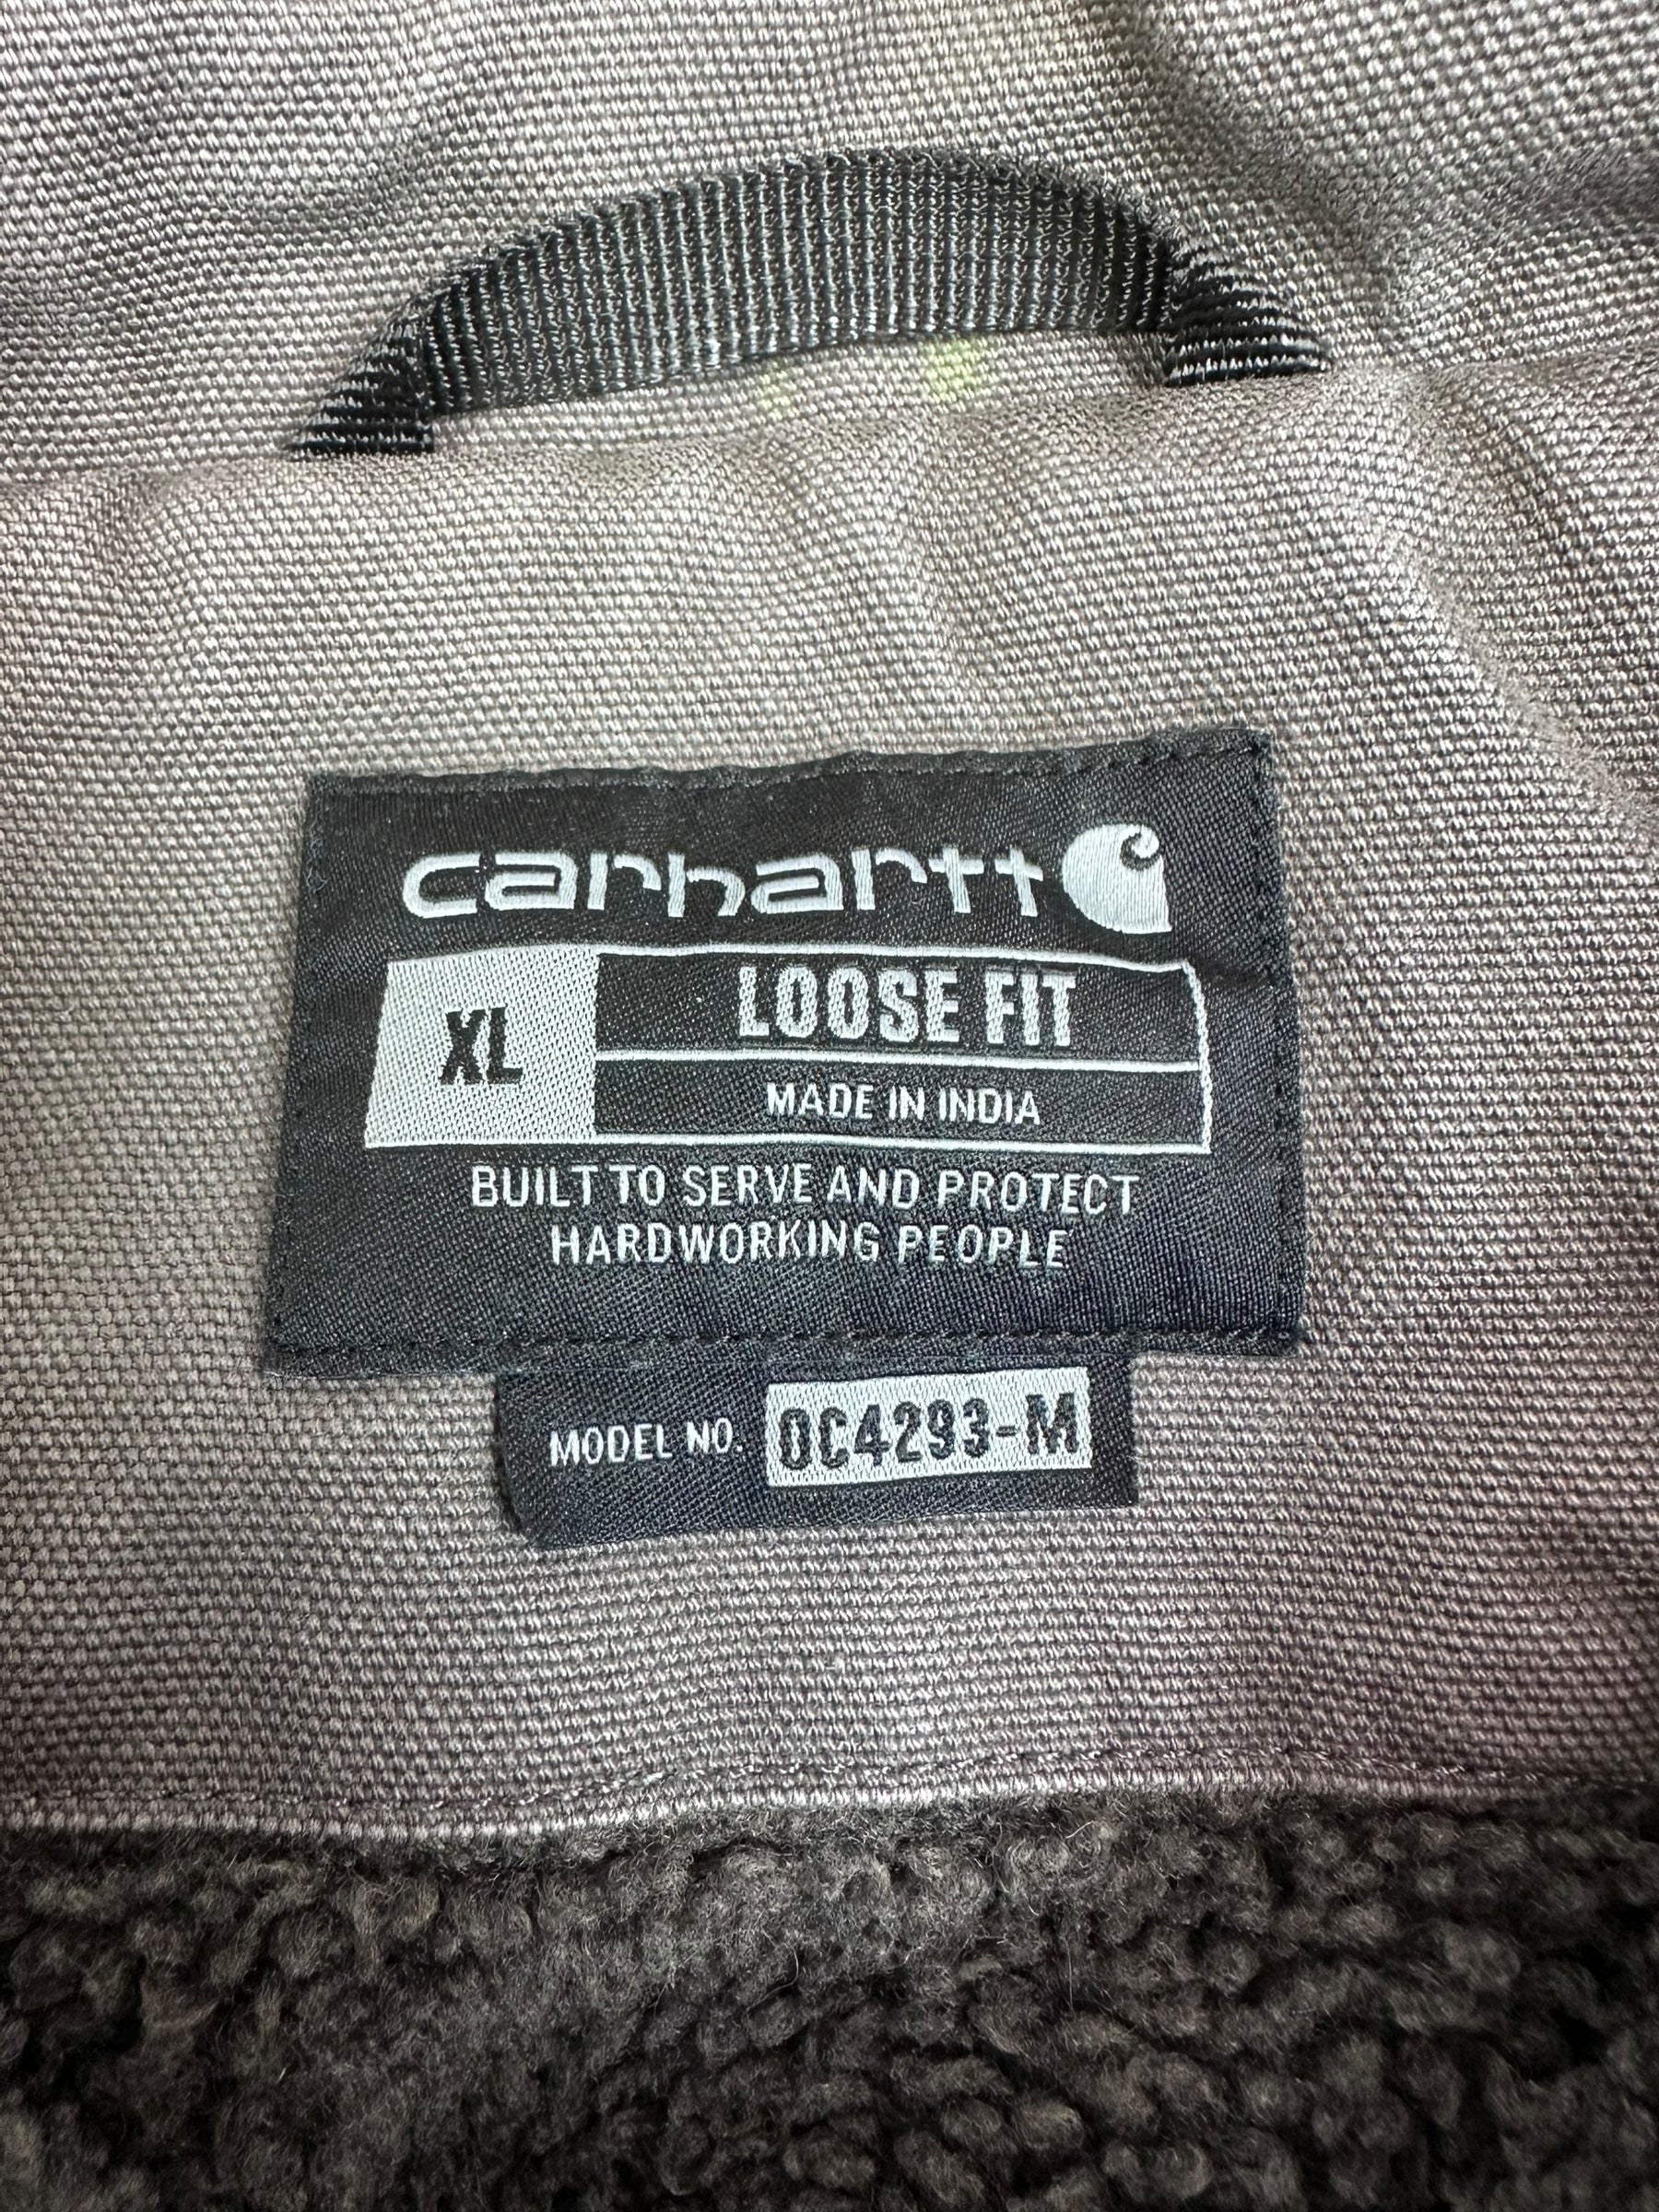 carhartt
XL
LOOSE FIT
MADE IN INDIA
BUILT TO SERVE AND PROTECT
HARDWORKING PEOPLE
MODEL NO. OC4293-M